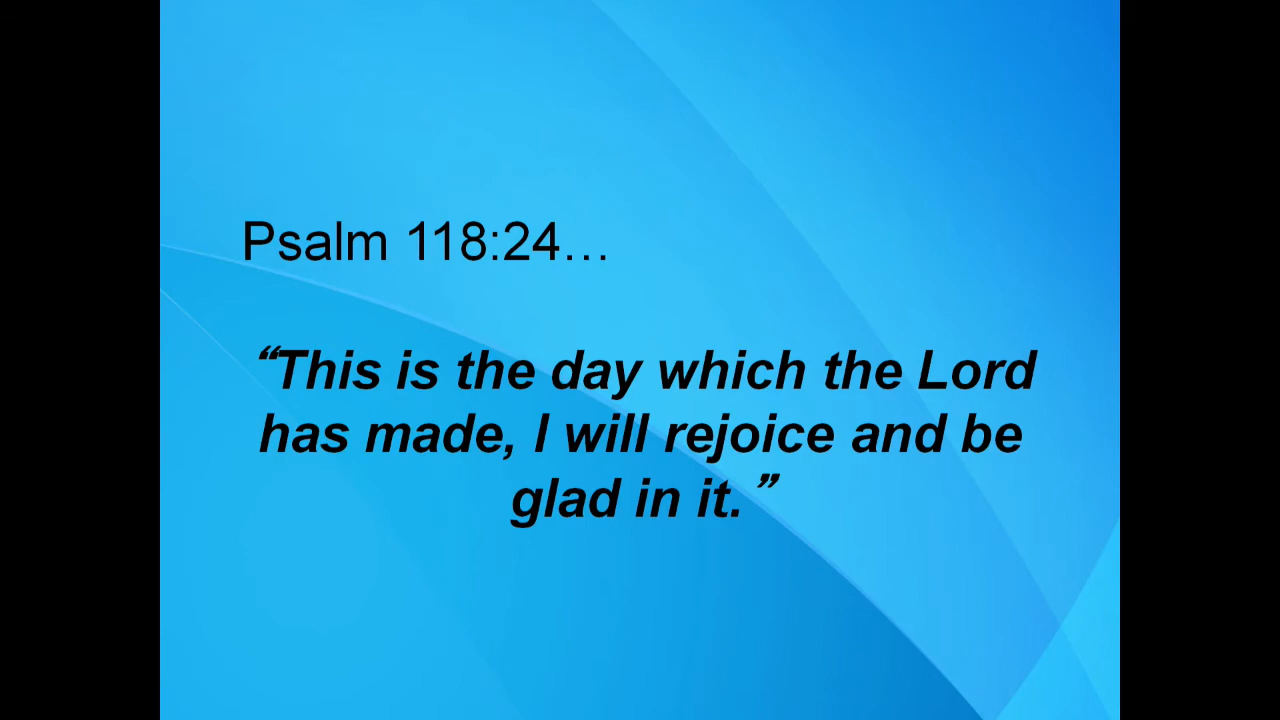 Psalm 118:24…
“This is the day which the Lord
has made, I will rejoice and be
glad in it.”